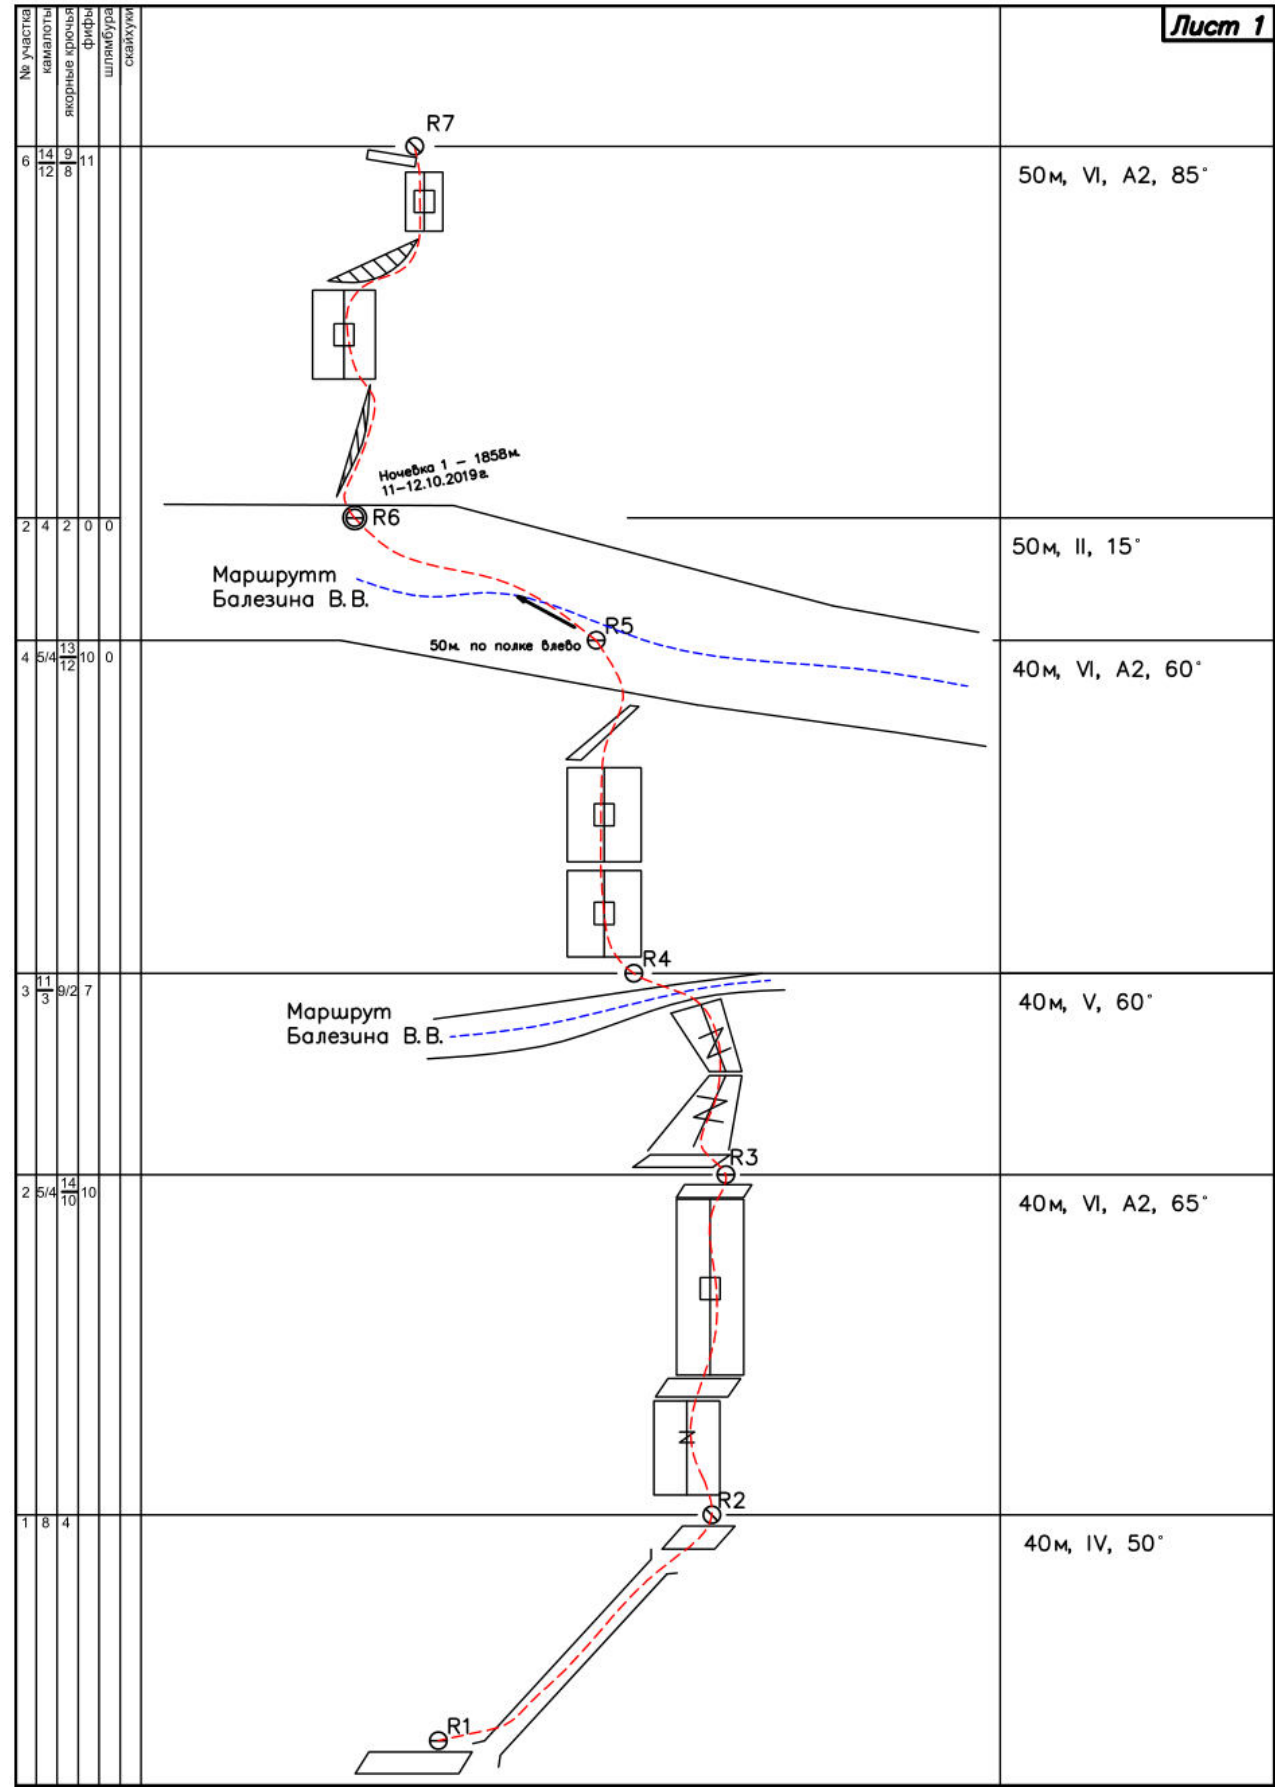 Лист 1
№ участка
камалоты
якорные крючья
фифы
шлямбура
скайхуки
R7
6 14/12 9/8 11
50м, VI, А2, 85°
Ночевка 1 – 1858м.
11–12.10.2019г.
R6
2 4 2 0 0
50м, II, 15°
Маршрутт
Балезина В.В.
R5
50м. по полке влево
4 5/4 13/12 10 0
40м, VI, А2, 60°
R4
3 11/3 9/2 7
40м, V, 60°
Маршрут
Балезина В.В.
R3
2 5/4 14/10 10
40м, VI, А2, 65°
R2
1 8 4
40м, IV, 50°
R1